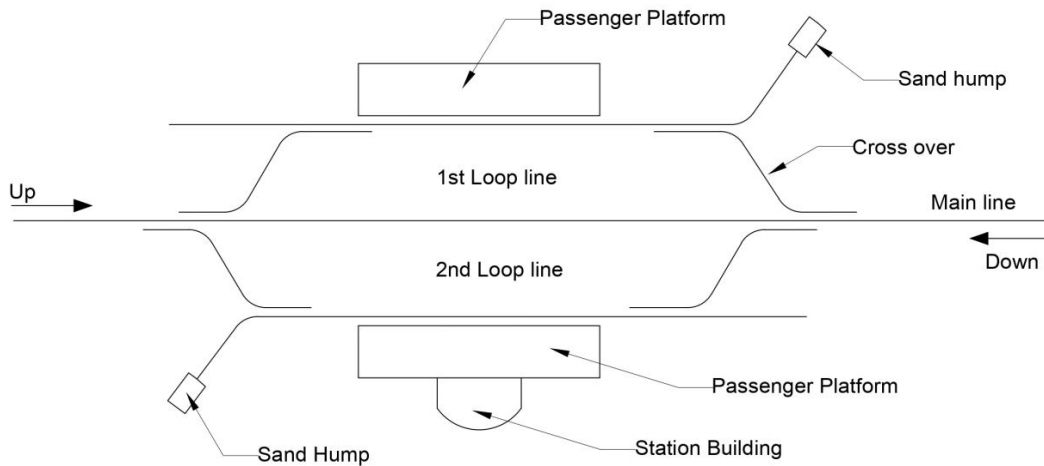 Passenger Platform
Sand hump
Cross over
1st Loop line
Up
Main line
Down
2nd Loop line
Passenger Platform
Station Building
Sand Hump